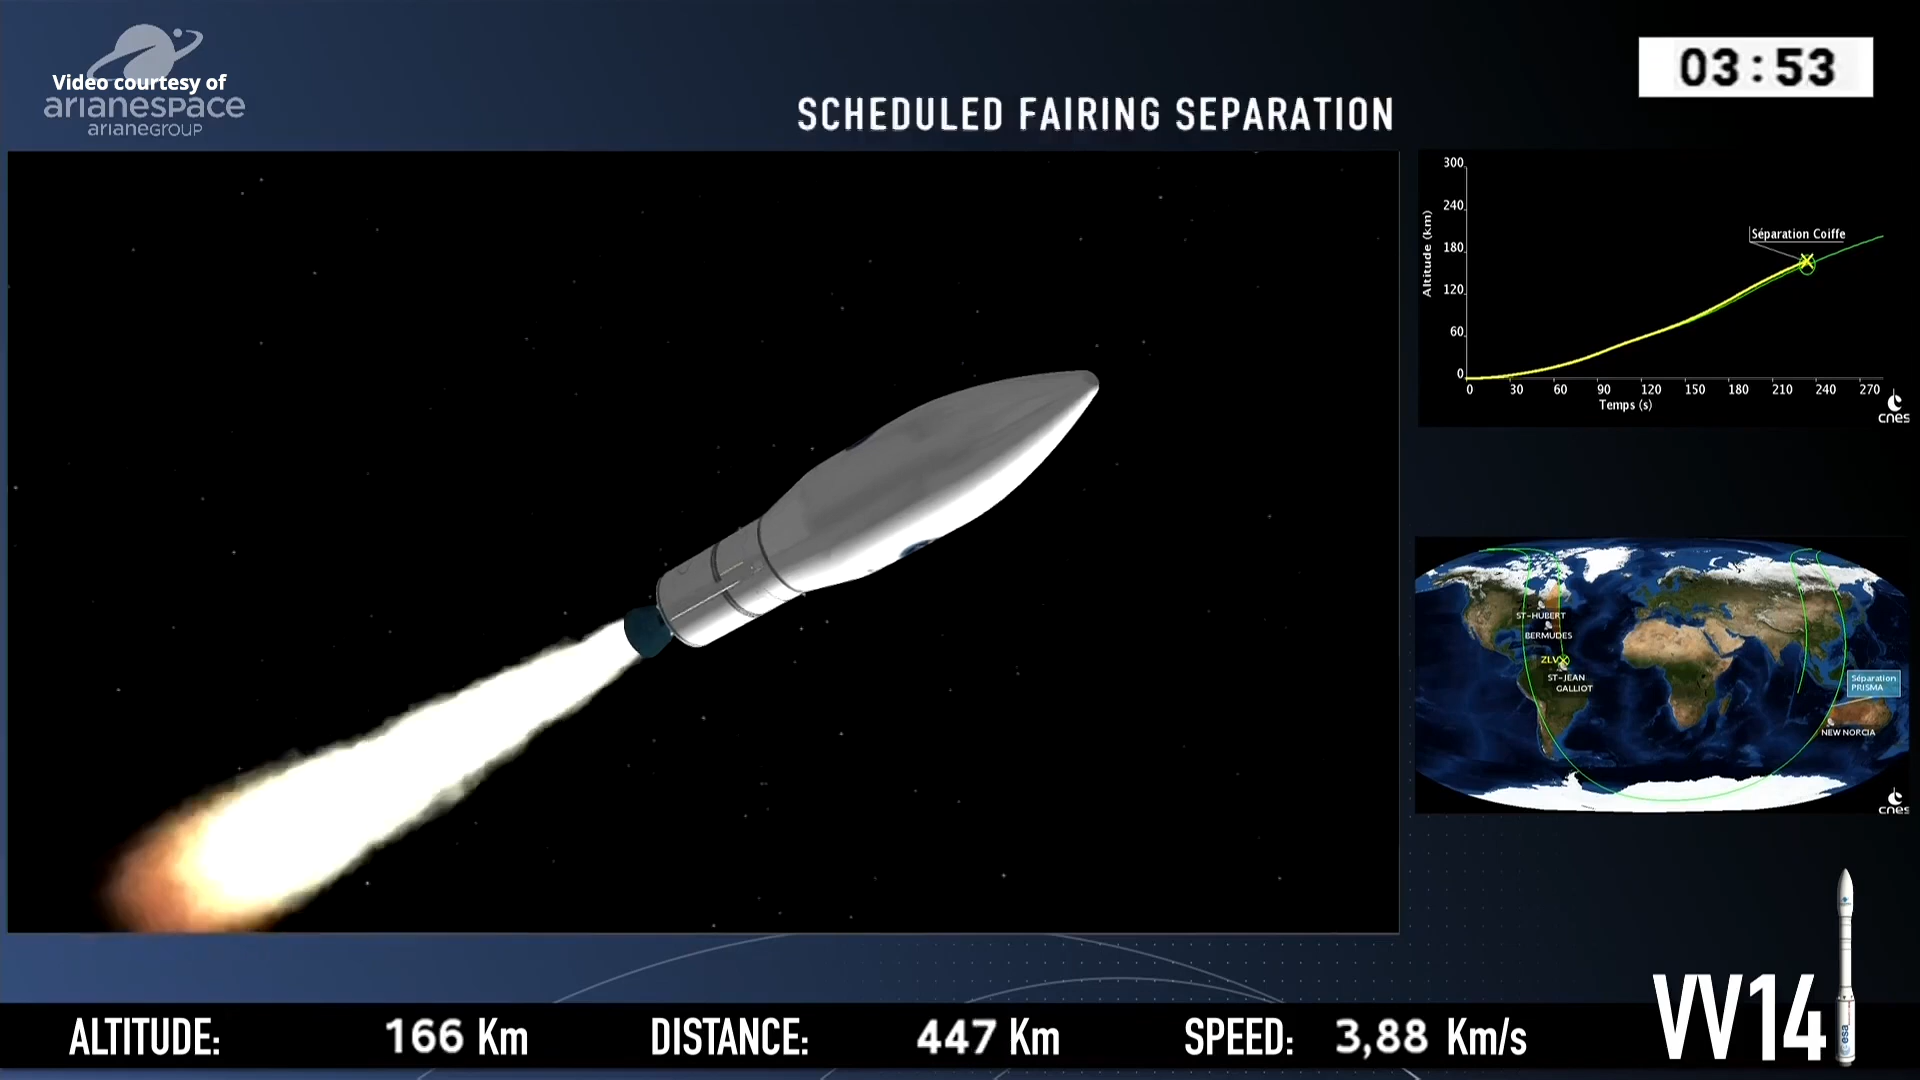 Video courtesy of
arianespace
arianeGROUP
SCHEDULED FAIRING SEPARATION
03:53
300
240
180
120
60
0
Altitude (km)
Séparation Coiffe
0 30 60 90 120 150 180 210 240 270
Temps (s)
cnes
ST-HUBERT
BERMUDES
ZLV
ST-JEAN
GALLIOT
Séparation
PRISMA
NEW NORCIA
cnes
VV14
esa
ALTITUDE: 166 Km DISTANCE: 447 Km SPEED: 3,88 Km/s